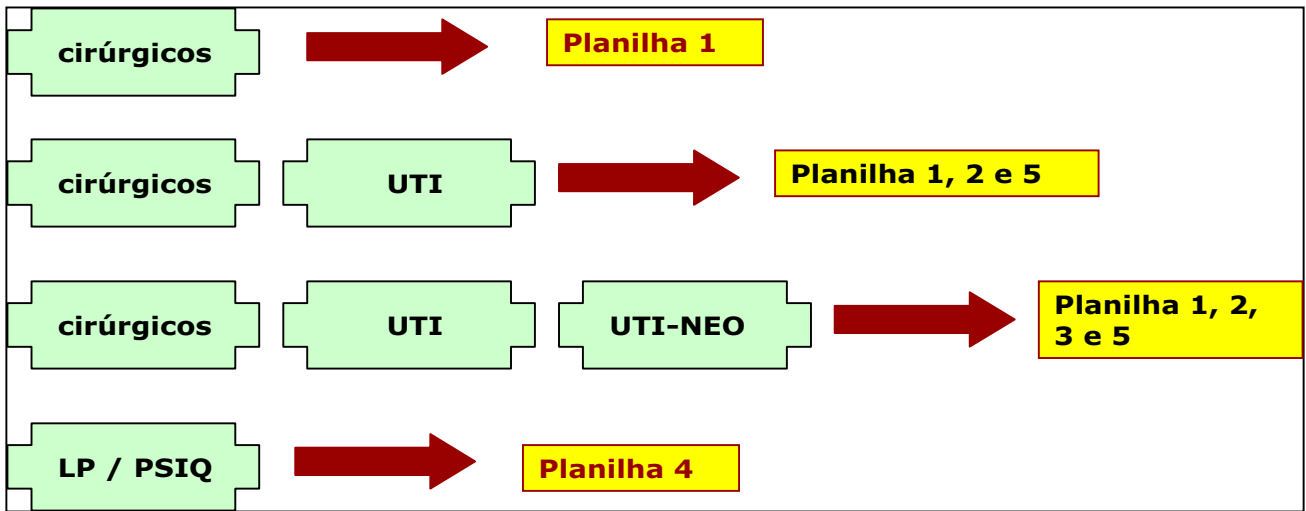 cirúrgicos
Planilha 1
cirúrgicos
UTI
Planilha 1, 2 e 5
cirúrgicos
UTI
UTI-NEO
Planilha 1, 2,
3 e 5
LP / PSIQ
Planilha 4